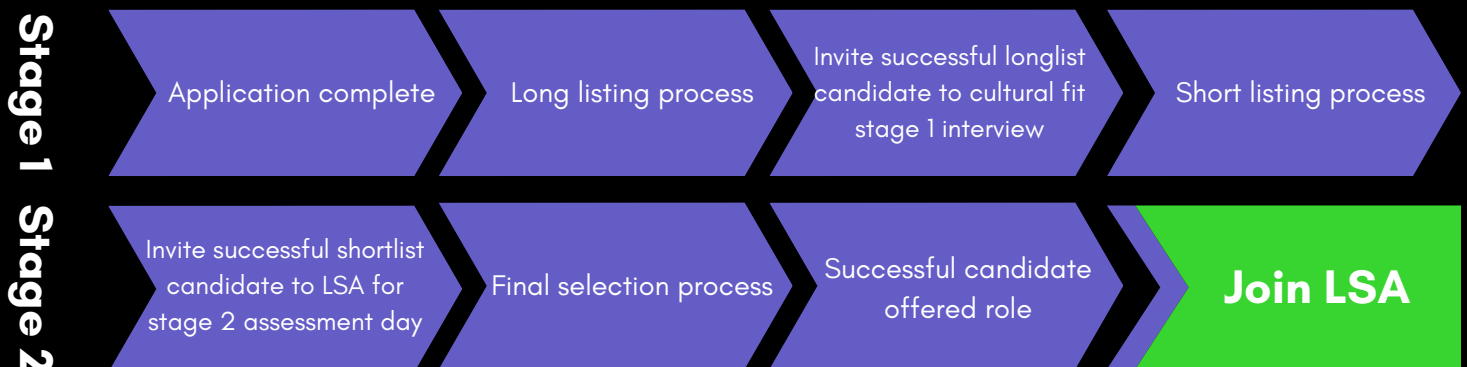 Stage 1
Application complete
Long listing process
Invite successful longlist
candidate to cultural fit
stage 1 interview
Short listing process
Stage 2
Invite successful shortlist
candidate to LSA for
stage 2 assessment day
Final selection process
Successful candidate
offered role
Join LSA